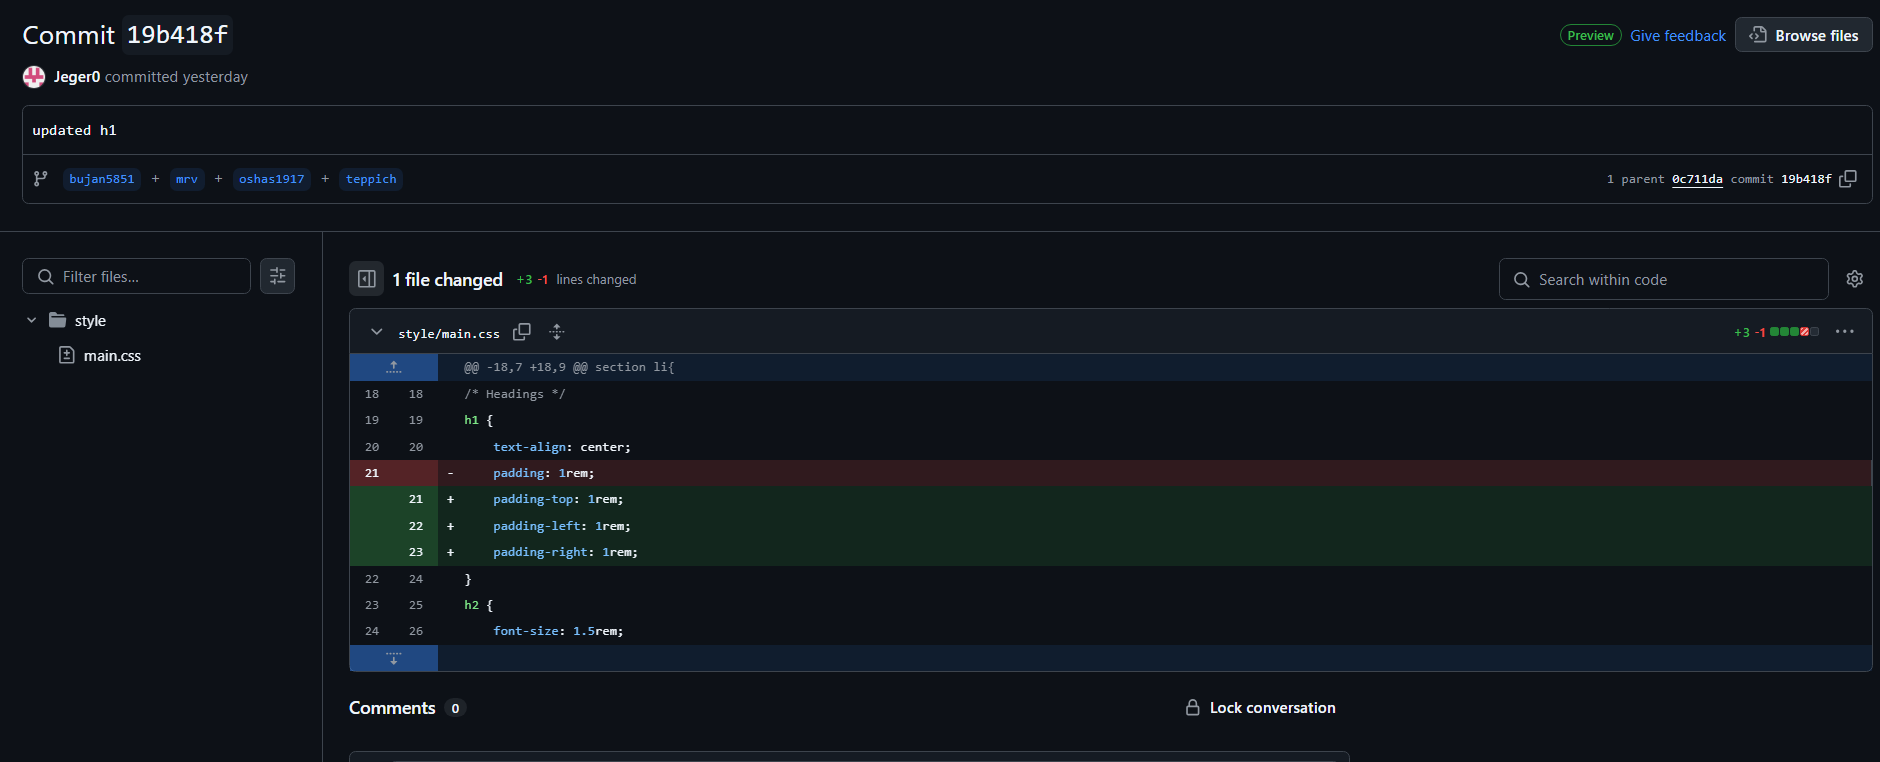 Commit 19b418f
Preview Give feedback Browse files
Jeger0 committed yesterday
updated h1
bujan5851 + mrv + oshas1917 + teppich
1 parent 0c711da commit 19b418f
Filter files...
style
main.css
1 file changed +3 -1 lines changed
Search within code
style/main.css
+3 -1
@@ -18,7 +18,9 @@ section li{
18 18 /* Headings */
19 19 h1 {
20 20 text-align: center;
21 - padding: 1rem;
21 + padding-top: 1rem;
22 + padding-left: 1rem;
23 + padding-right: 1rem;
22 24 }
23 25 h2 {
24 26 font-size: 1.5rem;
Comments 0
Lock conversation